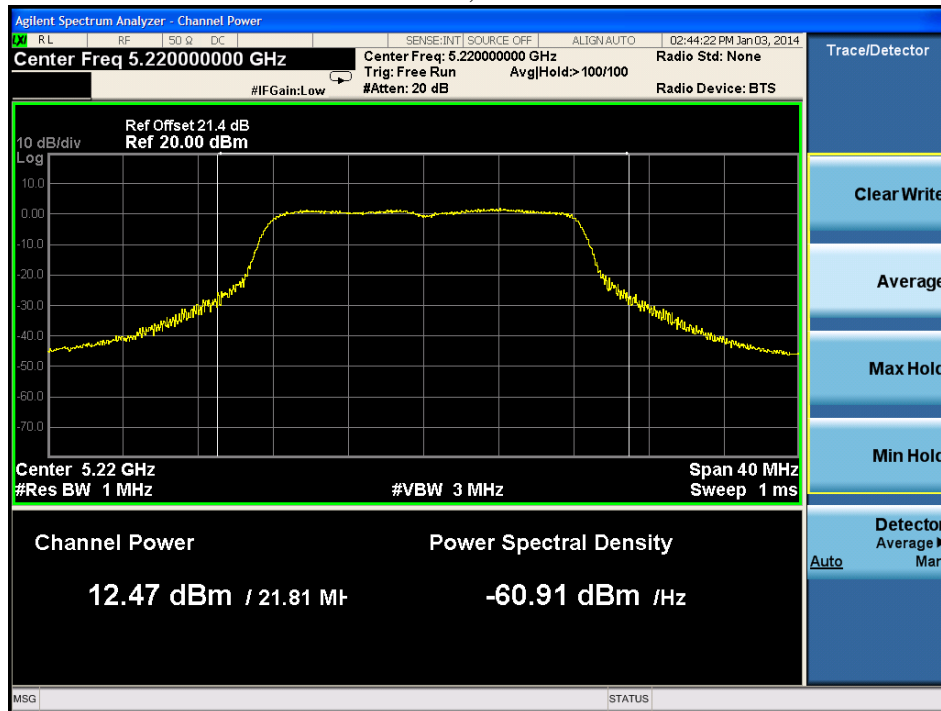 Agilent Spectrum Analyzer - Channel Power
LXI RL RF 50 Ω DC SENSE:INT SOURCE OFF ALIGN AUTO 02:44:22 PM Jan 03, 2014
Center Freq 5.220000000 GHz
Center Freq: 5.220000000 GHz Radio Std: None
Trig: Free Run Avg|Hold:> 100/100
#IFGain:Low #Atten: 20 dB Radio Device: BTS
Trace/Detector
Ref Offset 21.4 dB
10 dB/div Ref 20.00 dBm
Log
10.0
0.00
-10.0
-20.0
-30.0
-40.0
-50.0
-60.0
-70.0
Center 5.22 GHz Span 40 MHz
#Res BW 1 MHz #VBW 3 MHz Sweep 1 ms
Channel Power Power Spectral Density
12.47 dBm / 21.81 MH -60.91 dBm /Hz
Clear Write
Average
Max Hold
Min Hold
Detector
Average
Auto Man
MSG STATUS